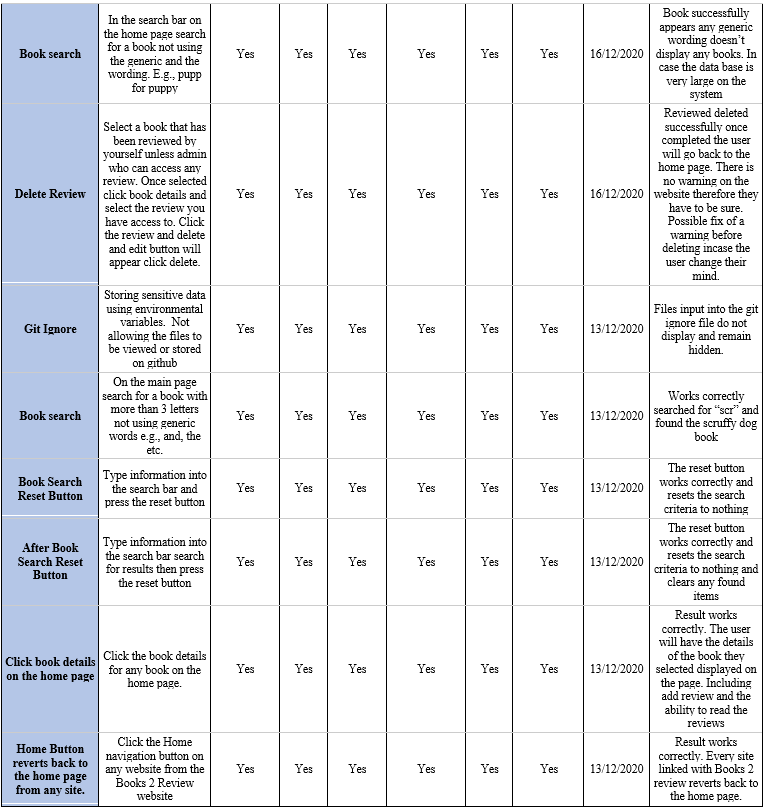 Book search
In the search bar on
the home page search
for a book not using
the generic and the
wording. E.g., pupp
for puppy
Yes
Yes
Yes
Yes
Yes
Yes
16/12/2020
Book successfully
appears any generic
wording doesn't
display any books. In
case the data base is
very large on the
system
Delete Review
Select a book that has
been reviewed by
yourself unless admin
who can access any
review. Once selected
click book details and
select the review you
have access to. Click
the review and delete
and edit button will
appear click delete.
Yes
Yes
Yes
Yes
Yes
Yes
16/12/2020
Reviewed deleted
successfully once
completed the user
will go back to the
home page. There is
no warning on the
website therefore they
have to be sure.
Possible fix of a
warning before
deleting incase the
user change their
mind.
Git Ignore
Storing sensitive data
using environmental
variables.  Not
allowing the files to
be viewed or stored
on github
Yes
Yes
Yes
Yes
Yes
Yes
13/12/2020
Files input into the git
ignore file do not
display and remain
hidden.
Book search
On the main page
search for a book with
more than 3 letters
not using generic
words e.g., and, the
etc.
Yes
Yes
Yes
Yes
Yes
Yes
13/12/2020
Works correctly
searched for “scr” and
found the scruffy dog
book
Book Search
Reset Button
Type information into
the search bar and
press the reset button
Yes
Yes
Yes
Yes
Yes
Yes
13/12/2020
The reset button
works correctly and
resets the search
criteria to nothing
After Book
Search Reset
Button
Type information into
the search bar search
for results then press
the reset button
Yes
Yes
Yes
Yes
Yes
Yes
13/12/2020
The reset button
works correctly and
resets the search
criteria to nothing and
clears any found
items
Click book details
on the home page
Click the book details
for any book on the
home page.
Yes
Yes
Yes
Yes
Yes
Yes
13/12/2020
Result works
correctly. The user
will have the details
of the book they
selected displayed on
the page. Including
add review and the
ability to read the
reviews
Home Button
reverts back to
the home page
from any site.
Click the Home
navigation button on
any website from the
Books 2 Review
website
Yes
Yes
Yes
Yes
Yes
Yes
13/12/2020
Result works
correctly. Every site
linked with Books 2
review reverts back to
the home page.